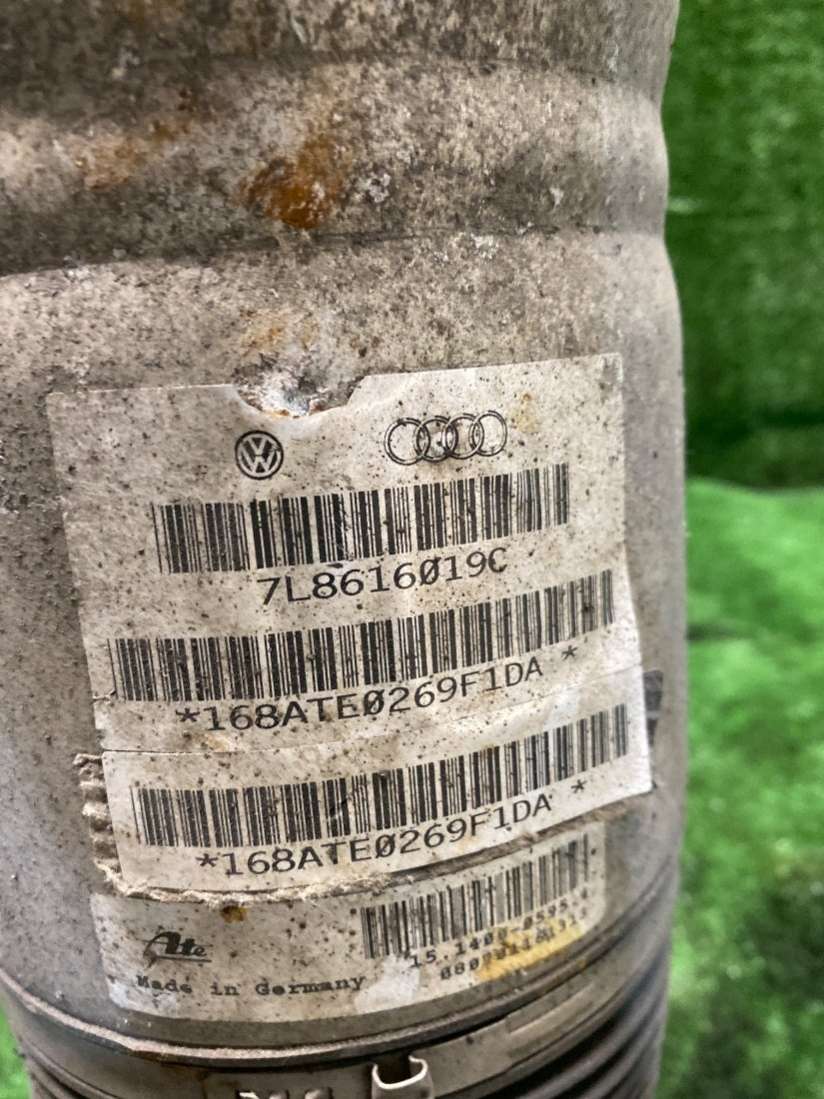 7L8616019C
*168ATE0269F1DA *
*168ATE0269F1DA *
Ate
Made in Germany